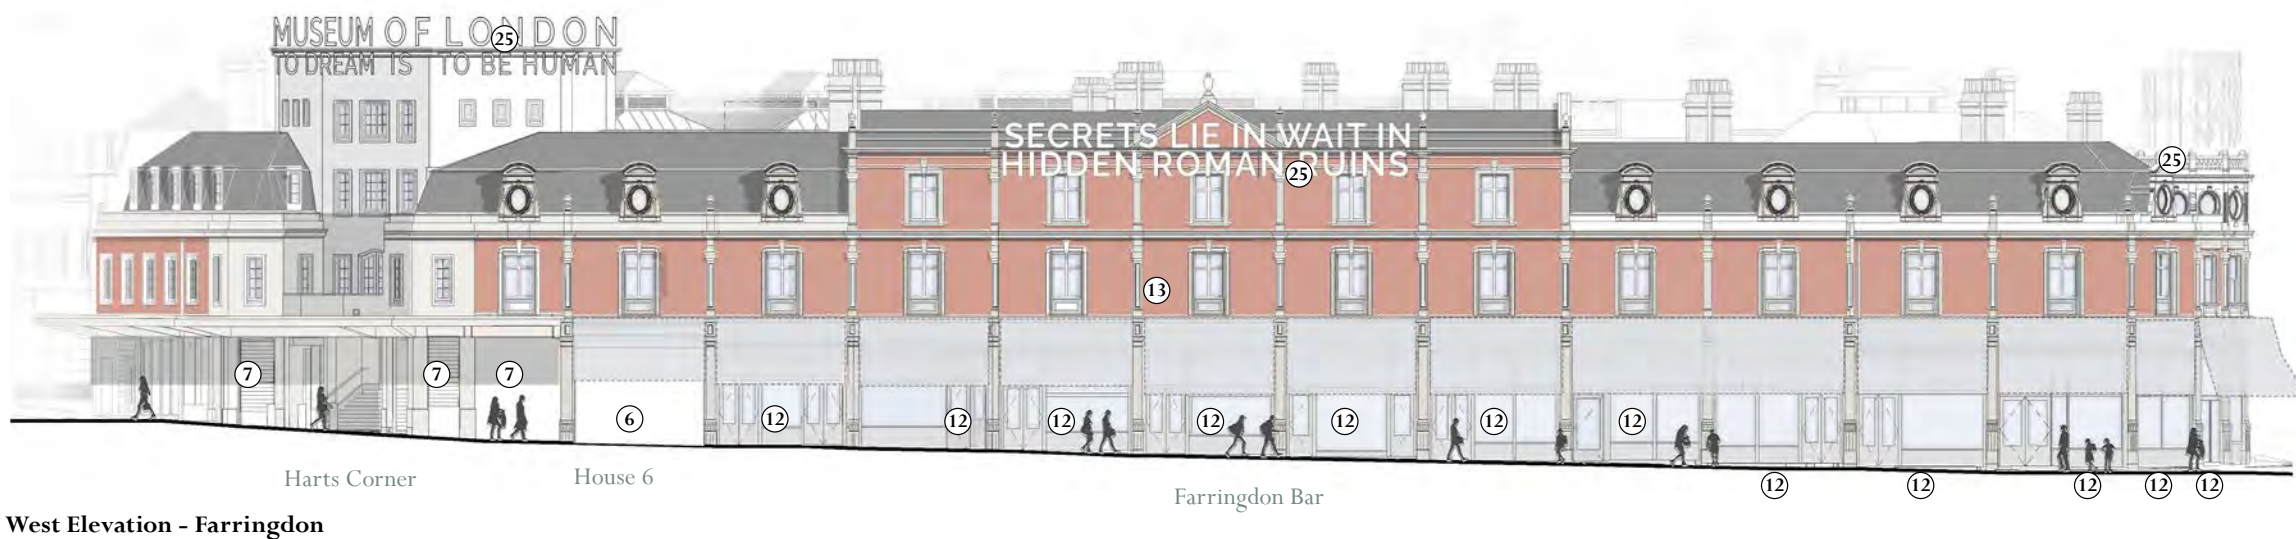 MUSEUM OF LONDON
25
TO DREAM IS TO BE HUMAN
SECRETS LIE IN WAIT IN
HIDDEN ROMAN RUINS
25
25
13
7
7
7
6
12
12
12
12
12
12
12
12
12
12
12
12
Harts Corner
House 6
Farringdon Bar
West Elevation - Farringdon